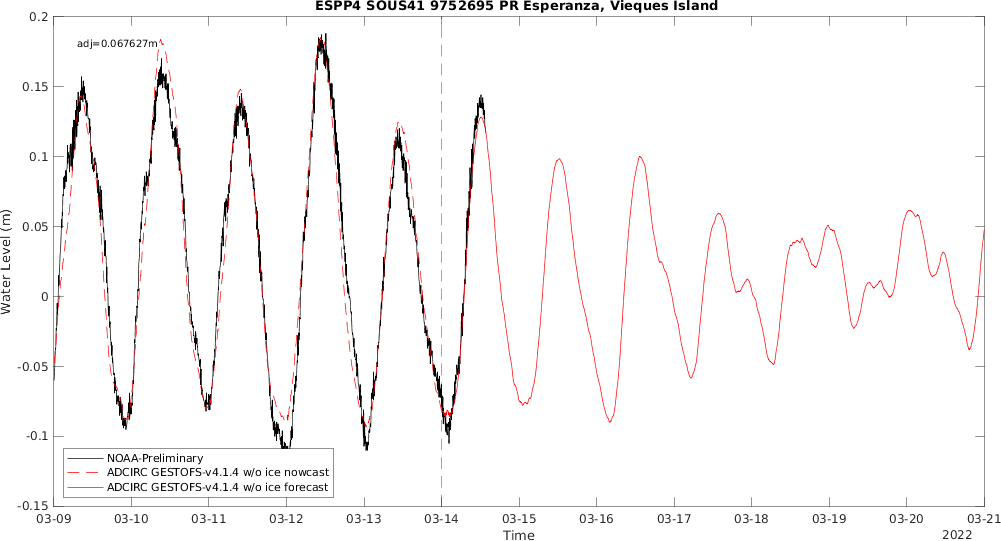 ESPP4 SOUS41 9752695 PR Esperanza, Vieques Island
adj=0.067627m
0.2
0.15
0.1
0.05
0
-0.05
-0.1
-0.15
Water Level (m)
NOAA-Preliminary
ADCIRC GESTOFS-v4.1.4 w/o ice nowcast
ADCIRC GESTOFS-v4.1.4 w/o ice forecast
03-09 03-10 03-11 03-12 03-13 03-14 03-15 03-16 03-17 03-18 03-19 03-20 03-21
Time
2022